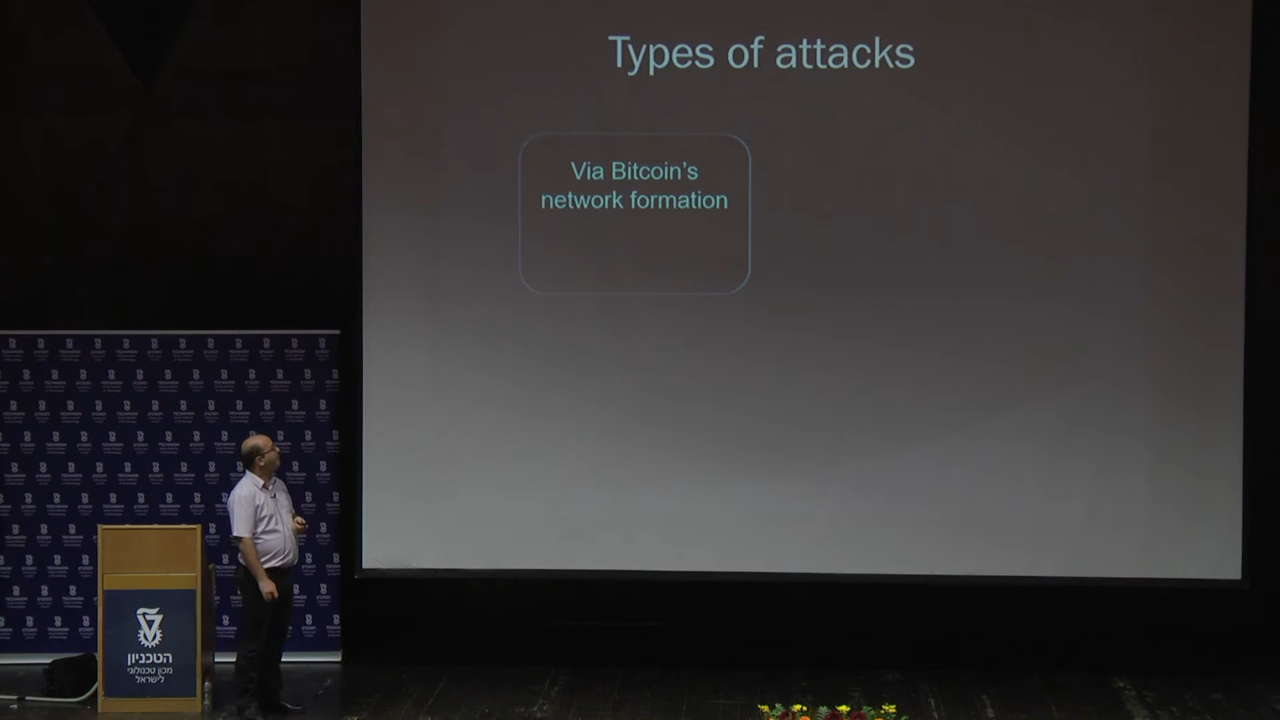 Types of attacks
Via Bitcoin's
network formation
הטכניון
מכון טכנולוגי
לישראל